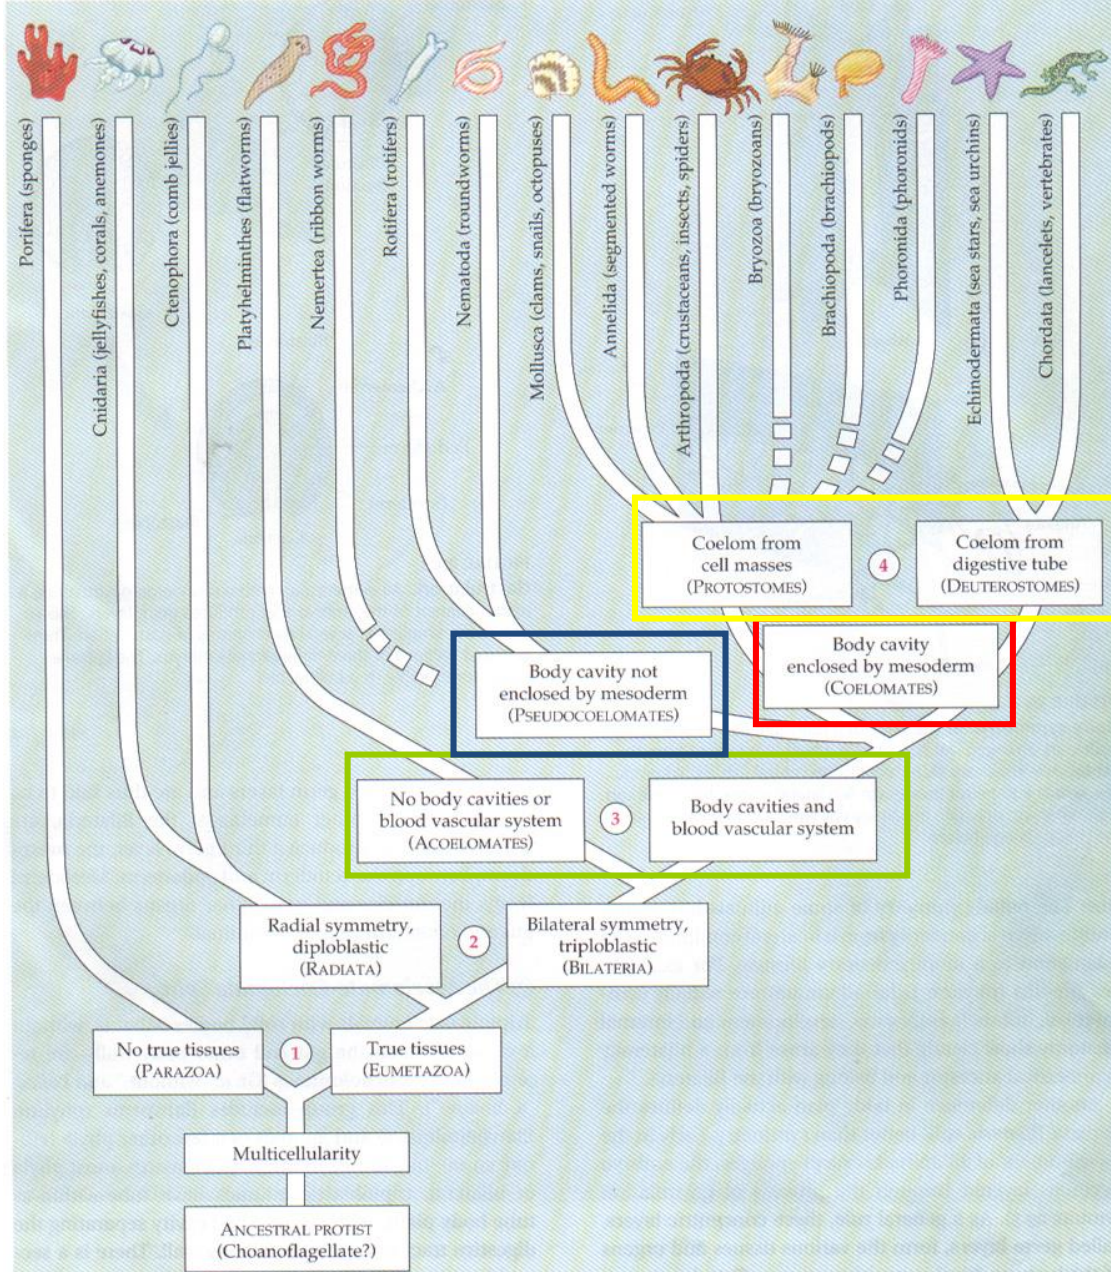 Porifera (sponges)
Cnidaria (jellyfishes, corals, anemones)
Ctenophora (comb jellies)
Platyhelminthes (flatworms)
Nemertea (ribbon worms)
Rotifera (rotifers)
Nematoda (roundworms)
Mollusca (clams, snails, octopuses)
Annelida (segmented worms)
Arthropoda (crustaceans, insects, spiders)
Bryozoa (bryozoans)
Brachiopoda (brachiopods)
Phoronida (phoronids)
Echinodermata (sea stars, sea urchins)
Chordata (lancelets, vertebrates)
Coelom from
cell masses
(PROTOSTOMES)
4
Coelom from
digestive tube
(DEUTEROSTOMES)
Body cavity not
enclosed by mesoderm
(PSEUDOCOELOMATES)
Body cavity
enclosed by mesoderm
(COELOMATES)
No body cavities or
blood vascular system
(ACOELOMATES)
3
Body cavities and
blood vascular system
Radial symmetry,
diploblastic
(RADIATA)
2
Bilateral symmetry,
triploblastic
(BILATERIA)
No true tissues
(PARAZOA)
1
True tissues
(EUMETAZOA)
Multicellularity
ANCESTRAL PROTIST
(Choanoflagellate?)